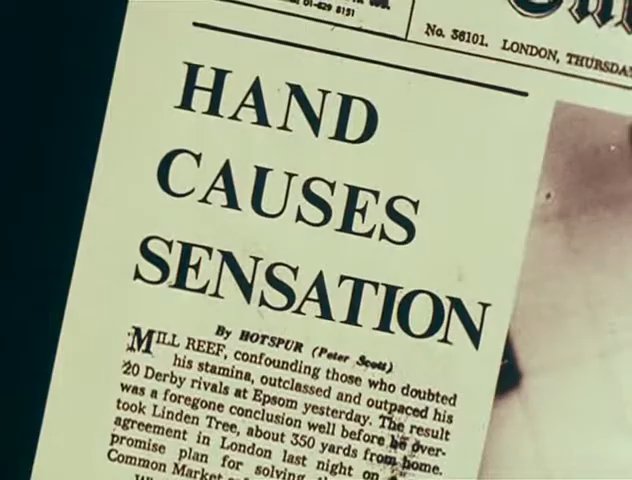 01-629 8151
No. 36101. LONDON, THURSDA
HAND
CAUSES
SENSATION
By HOTSPUR (Peter Scott)
MILL REEF, confounding those who doubted
his stamina, outclassed and outpaced his
20 Derby rivals at Epsom yesterday. The result
was a foregone conclusion well before he over-
took Linden Tree, about 350 yards from home.
agreement in London last night on
promise plan for solving
Common Market